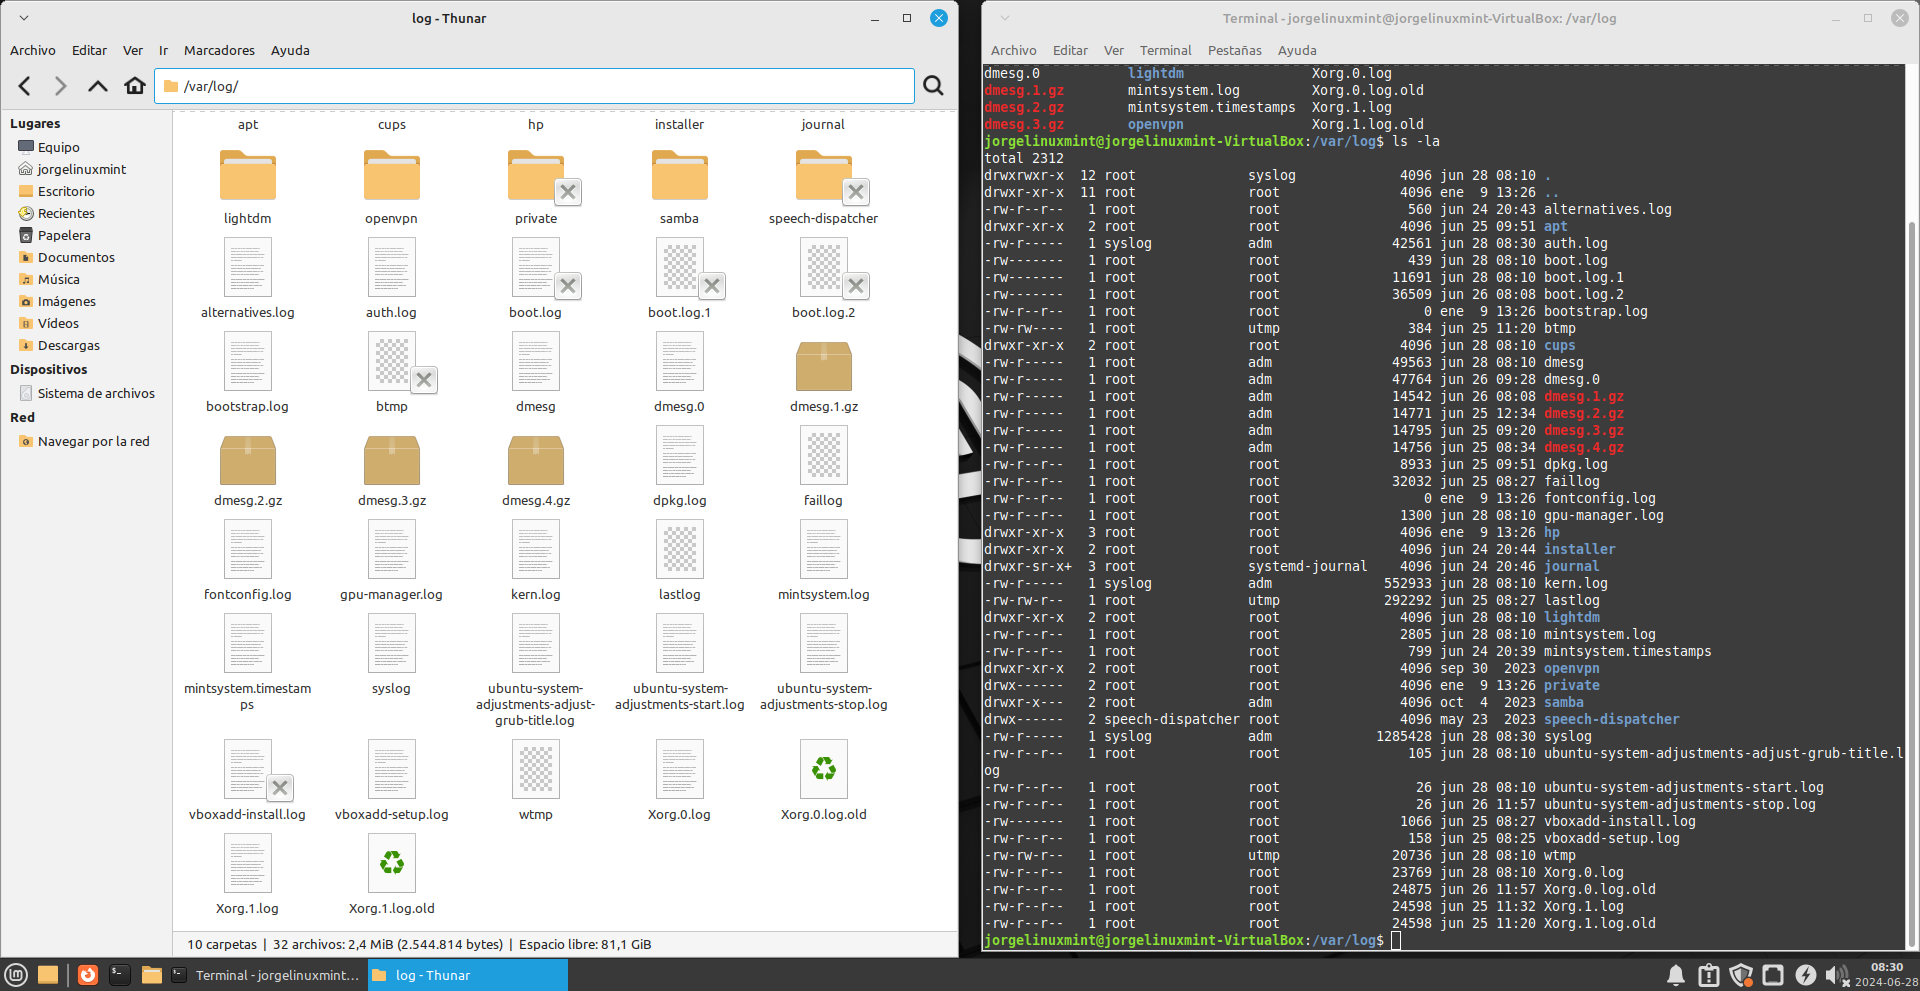 log - Thunar
Archivo Editar Ver Ir Marcadores Ayuda
/var/log/
Lugares
Equipo
jorgelinuxmint
Escritorio
Recientes
Papelera
Documentos
Música
Imágenes
Vídeos
Descargas
Dispositivos
Sistema de archivos
Red
Navegar por la red
apt cups hp installer journal
lightdm openvpn private samba speech-dispatcher
alternatives.log auth.log boot.log boot.log.1 boot.log.2
bootstrap.log btmp dmesg dmesg.0 dmesg.1.gz
dmesg.2.gz dmesg.3.gz dmesg.4.gz dpkg.log faillog
fontconfig.log gpu-manager.log kern.log lastlog mintsystem.log
mintsystem.timestam syslog ubuntu-system- ubuntu-system- ubuntu-system-
ps adjustments-adjust- adjustments-start.log adjustments-stop.log
grub-title.log
vboxadd-install.log vboxadd-setup.log wtmp Xorg.0.log Xorg.0.log.old
Xorg.1.log Xorg.1.log.old
10 carpetas | 32 archivos: 2,4 MiB (2.544.814 bytes) | Espacio libre: 81,1 GiB
Terminal - jorgelinuxmint@jorgelinuxmint-VirtualBox: /var/log
Archivo Editar Ver Terminal Pestañas Ayuda
dmesg.0 lightdm Xorg.0.log
dmesg.1.gz mintsystem.log Xorg.0.log.old
dmesg.2.gz mintsystem.timestamps Xorg.1.log
dmesg.3.gz openvpn Xorg.1.log.old
jorgelinuxmint@jorgelinuxmint-VirtualBox:/var/log$ ls -la
total 2312
drwxrwxr-x 12 root syslog 4096 jun 28 08:10 .
drwxr-xr-x 11 root root 4096 ene 9 13:26 ..
-rw-r--r-- 1 root root 560 jun 24 20:43 alternatives.log
drwxr-xr-x 2 root root 4096 jun 25 09:51 apt
-rw-r----- 1 syslog adm 42561 jun 28 08:30 auth.log
-rw------- 1 root root 439 jun 28 08:10 boot.log
-rw------- 1 root root 11691 jun 28 08:10 boot.log.1
-rw------- 1 root root 36509 jun 26 08:08 boot.log.2
-rw-r--r-- 1 root root 0 ene 9 13:26 bootstrap.log
-rw-rw---- 1 root utmp 384 jun 25 11:20 btmp
drwxr-xr-x 2 root root 4096 jun 28 08:10 cups
-rw-r----- 1 root adm 49563 jun 28 08:10 dmesg
-rw-r----- 1 root adm 47764 jun 26 09:28 dmesg.0
-rw-r----- 1 root adm 14542 jun 26 08:08 dmesg.1.gz
-rw-r----- 1 root adm 14771 jun 25 12:34 dmesg.2.gz
-rw-r----- 1 root adm 14795 jun 25 09:20 dmesg.3.gz
-rw-r----- 1 root adm 14756 jun 25 08:34 dmesg.4.gz
-rw-r--r-- 1 root root 8933 jun 25 09:51 dpkg.log
-rw-r--r-- 1 root root 32032 jun 25 08:27 faillog
-rw-r--r-- 1 root root 0 ene 9 13:26 fontconfig.log
-rw-r--r-- 1 root root 1300 jun 28 08:10 gpu-manager.log
drwxr-xr-x 3 root root 4096 ene 9 13:26 hp
drwxr-xr-x 2 root root 4096 jun 24 20:44 installer
drwxr-sr-x+ 3 root systemd-journal 4096 jun 24 20:46 journal
-rw-r----- 1 syslog adm 552933 jun 28 08:10 kern.log
-rw-rw-r-- 1 root utmp 292292 jun 25 08:27 lastlog
drwxr-xr-x 2 root root 4096 jun 28 08:10 lightdm
-rw-r--r-- 1 root root 2805 jun 28 08:10 mintsystem.log
-rw-r--r-- 1 root root 799 jun 24 20:39 mintsystem.timestamps
drwxr-xr-x 2 root root 4096 sep 30 2023 openvpn
drwx------ 2 root root 4096 ene 9 13:26 private
drwxr-x--- 2 root adm 4096 oct 4 2023 samba
drwx------ 2 speech-dispatcher root 4096 may 23 2023 speech-dispatcher
-rw-r----- 1 syslog adm 1285428 jun 28 08:30 syslog
-rw-r--r-- 1 root root 105 jun 28 08:10 ubuntu-system-adjustments-adjust-grub-title.l
og
-rw-r--r-- 1 root root 26 jun 28 08:10 ubuntu-system-adjustments-start.log
-rw-r--r-- 1 root root 26 jun 26 11:57 ubuntu-system-adjustments-stop.log
-rw------- 1 root root 1066 jun 25 08:27 vboxadd-install.log
-rw-r--r-- 1 root root 158 jun 25 08:25 vboxadd-setup.log
-rw-rw-r-- 1 root utmp 20736 jun 28 08:10 wtmp
-rw-r--r-- 1 root root 23769 jun 28 08:10 Xorg.0.log
-rw-r--r-- 1 root root 24875 jun 26 11:57 Xorg.0.log.old
-rw-r--r-- 1 root root 24598 jun 25 11:32 Xorg.1.log
-rw-r--r-- 1 root root 24598 jun 25 11:20 Xorg.1.log.old
jorgelinuxmint@jorgelinuxmint-VirtualBox:/var/log$
Terminal - jorgelinuxmint... log - Thunar
08:30
2024-06-28